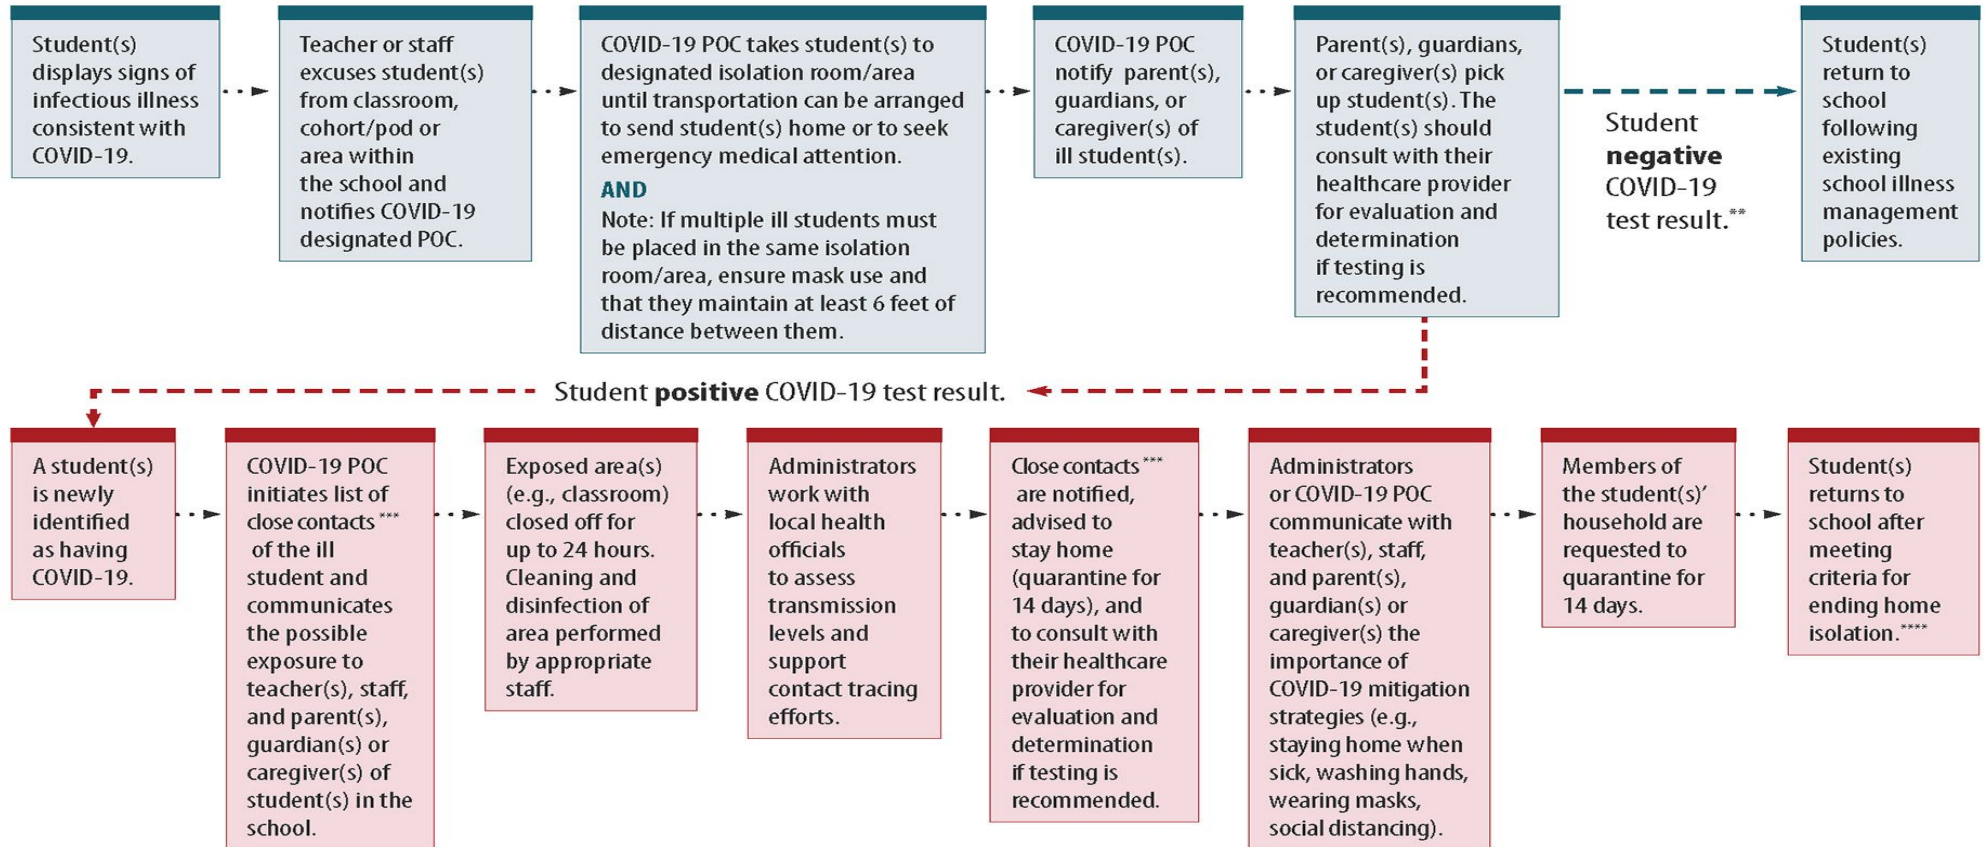 Student(s)
displays signs of
infectious illness
consistent with
COVID-19.
Teacher or staff
excuses student(s)
from classroom,
cohort/pod or
area within
the school and
notifies COVID-19
designated POC.
COVID-19 POC takes student(s) to
designated isolation room/area
until transportation can be arranged
to send student(s) home or to seek
emergency medical attention.
AND
Note: If multiple ill students must
be placed in the same isolation
room/area, ensure mask use and
that they maintain at least 6 feet of
distance between them.
COVID-19 POC
notify parent(s),
guardians, or
caregiver(s) of
ill student(s).
Parent(s), guardians,
or caregiver(s) pick
up student(s). The
student(s) should
consult with their
healthcare provider
for evaluation and
determination
if testing is
recommended.
Student
negative
COVID-19
test result.**
Student(s)
return to
school
following
existing
school illness
management
policies.
Student positive COVID-19 test result.
A student(s)
is newly
identified
as having
COVID-19.
COVID-19 POC
initiates list of
close contacts***
of the ill
student and
communicates
the possible
exposure to
teacher(s), staff,
and parent(s),
guardian(s) or
caregiver(s) of
student(s) in the
school.
Exposed area(s)
(e.g., classroom)
closed off for
up to 24 hours.
Cleaning and
disinfection of
area performed
by appropriate
staff.
Administrators
work with
local health
officials
to assess
transmission
levels and
support
contact tracing
efforts.
Close contacts***
are notified,
advised to
stay home
(quarantine for
14 days), and
to consult with
their healthcare
provider for
evaluation and
determination
if testing is
recommended.
Administrators
or COVID-19 POC
communicate with
teacher(s), staff,
and parent(s),
guardian(s) or
caregiver(s) the
importance of
COVID-19 mitigation
strategies (e.g.,
staying home when
sick, washing hands,
wearing masks,
social distancing).
Members of
the student(s)’
household are
requested to
quarantine for
14 days.
Student(s)
returns to
school after
meeting
criteria for
ending home
isolation.****